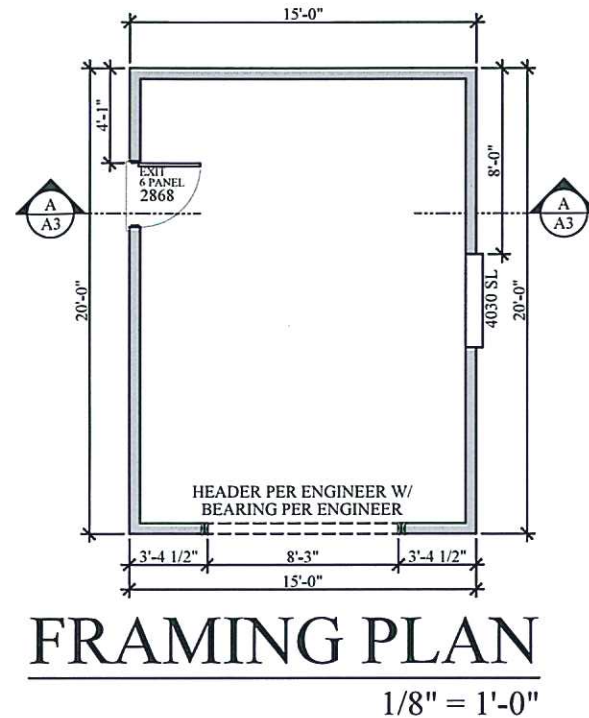 15'-0"
4'-1"
8'-0"
EXIT
6 PANEL
2868
A
A3
A
A3
20'-0"
4030 SL
20'-0"
HEADER PER ENGINEER W/
BEARING PER ENGINEER
3'-4 1/2"
8'-3"
3'-4 1/2"
15'-0"
FRAMING PLAN
1/8" = 1'-0"